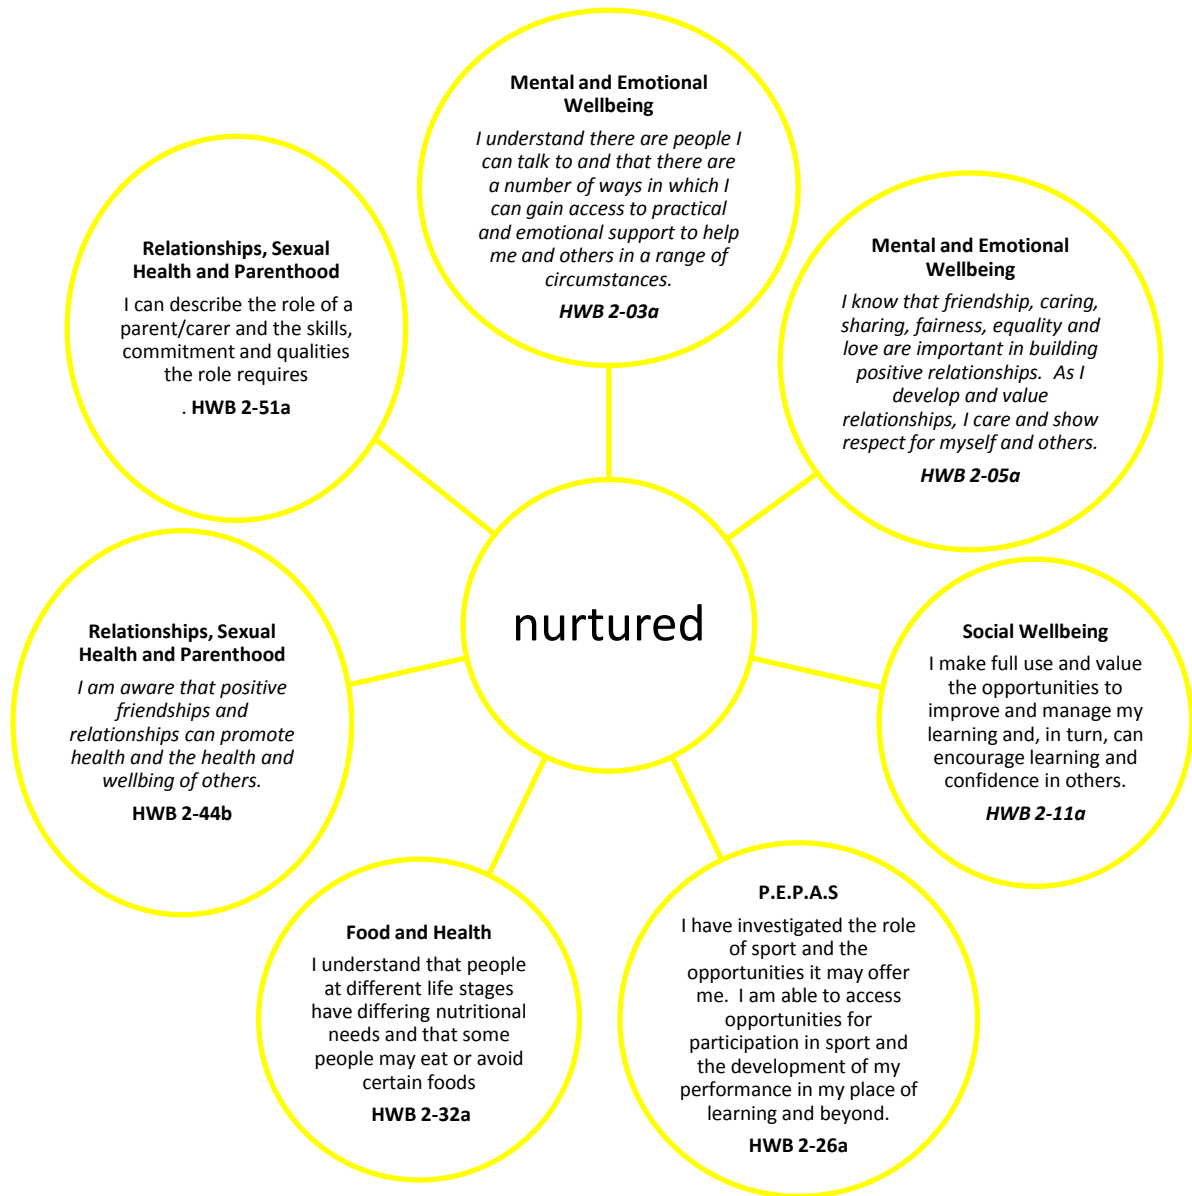 Mental and Emotional
Wellbeing
I understand there are people I
can talk to and that there are
a number of ways in which I
can gain access to practical
and emotional support to help
me and others in a range of
circumstances.
HWB 2-03a
Mental and Emotional
Wellbeing
I know that friendship, caring,
sharing, fairness, equality and
love are important in building
positive relationships.  As I
develop and value
relationships, I care and show
respect for myself and others.
HWB 2-05a
Social Wellbeing
I make full use and value
the opportunities to
improve and manage my
learning and, in turn, can
encourage learning and
confidence in others.
HWB 2-11a
P.E.P.A.S
I have investigated the role
of sport and the
opportunities it may offer
me.  I am able to access
opportunities for
participation in sport and
the development of my
performance in my place of
learning and beyond.
HWB 2-26a
Food and Health
I understand that people
at different life stages
have differing nutritional
needs and that some
people may eat or avoid
certain foods
HWB 2-32a
Relationships, Sexual
Health and Parenthood
I am aware that positive
friendships and
relationships can promote
health and the health and
wellbing of others.
HWB 2-44b
Relationships, Sexual
Health and Parenthood
I can describe the role of a
parent/carer and the skills,
commitment and qualities
the role requires
. HWB 2-51a
nurtured